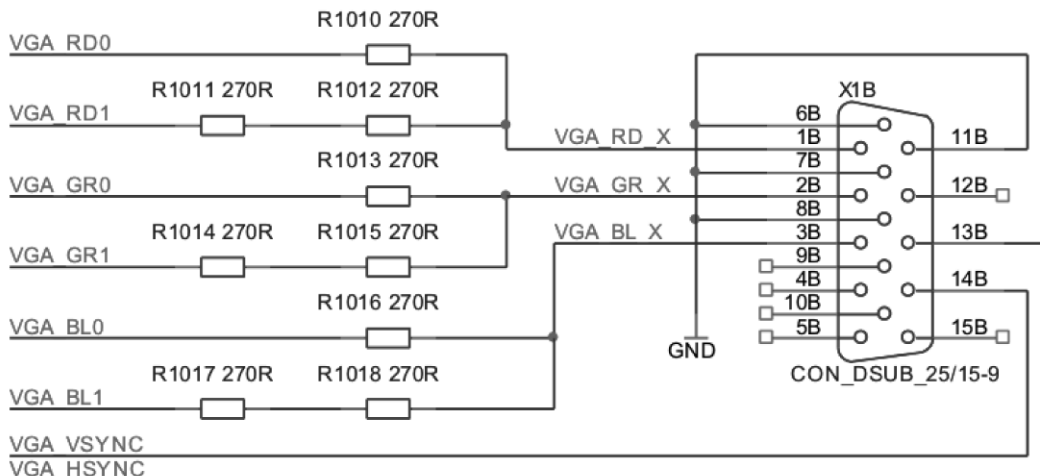 R1010 270R
VGA_RD0
X1B
R1011 270R R1012 270R
VGA_RD1
6B
VGA_RD_X 1B 11B
R1013 270R
7B
VGA_GR0 VGA_GR_X 2B 12B
8B
R1014 270R R1015 270R
VGA_BL_X 3B 13B
VGA_GR1
9B
4B 14B
R1016 270R
10B
VGA_BL0
5B 15B
GND
R1017 270R R1018 270R
CON_DSUB_25/15-9
VGA_BL1
VGA_VSYNC
VGA_HSYNC